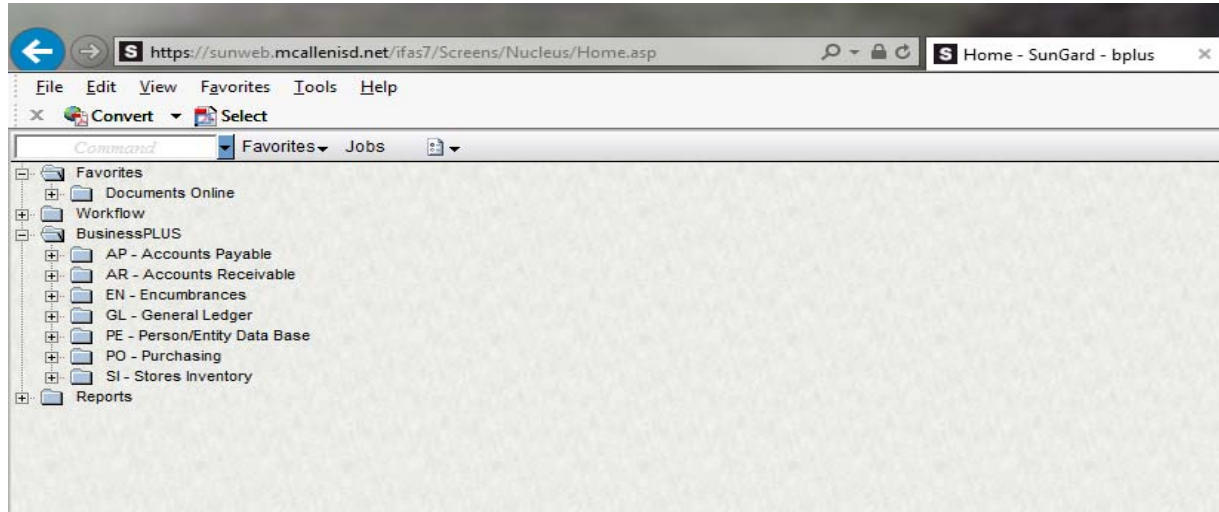 S https://sunweb.mcallenisd.net/ifas7/Screens/Nucleus/Home.asp S Home - SunGard - bplus
File Edit View Favorites Tools Help
Convert Select
Command Favorites Jobs
Favorites
Documents Online
Workflow
BusinessPLUS
AP - Accounts Payable
AR - Accounts Receivable
EN - Encumbrances
GL - General Ledger
PE - Person/Entity Data Base
PO - Purchasing
SI - Stores Inventory
Reports